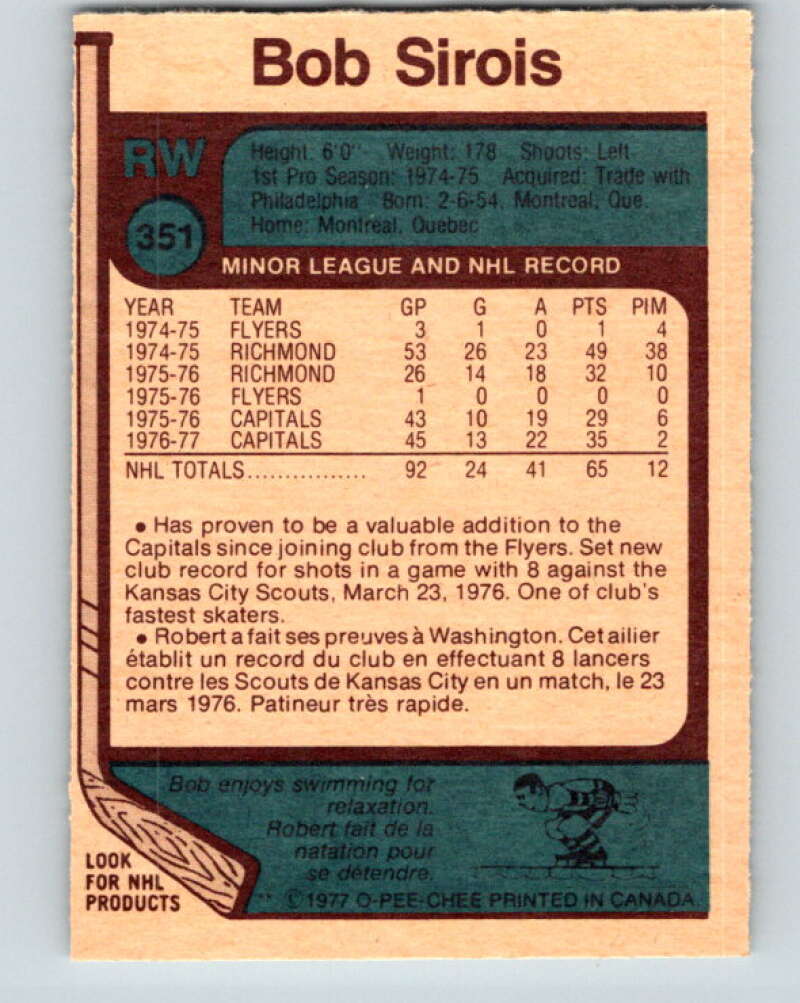 Bob Sirois
RW
351
Height: 6'0" Weight: 178 Shoots: Left
1st Pro Season: 1974-75 Acquired: Trade with
Philadelphia Born: 2-6-54, Montreal, Que.
Home: Montreal, Quebec
MINOR LEAGUE AND NHL RECORD
YEAR TEAM GP G A PTS PIM
1974-75 FLYERS 3 1 0 1 4
1974-75 RICHMOND 53 26 23 49 38
1975-76 RICHMOND 26 14 18 32 10
1975-76 FLYERS 1 0 0 0 0
1975-76 CAPITALS 43 10 19 29 6
1976-77 CAPITALS 45 13 22 35 2
NHL TOTALS................ 92 24 41 65 12
• Has proven to be a valuable addition to the
Capitals since joining club from the Flyers. Set new
club record for shots in a game with 8 against the
Kansas City Scouts, March 23, 1976. One of club's
fastest skaters.
• Robert a fait ses preuves à Washington. Cet ailier
établit un record du club en effectuant 8 lancers
contre les Scouts de Kansas City en un match, le 23
mars 1976. Patineur très rapide.
Bob enjoys swimming for
relaxation.
Robert fait de la
natation pour
se détendre.
LOOK
FOR NHL
PRODUCTS
** © 1977 O-PEE-CHEE PRINTED IN CANADA